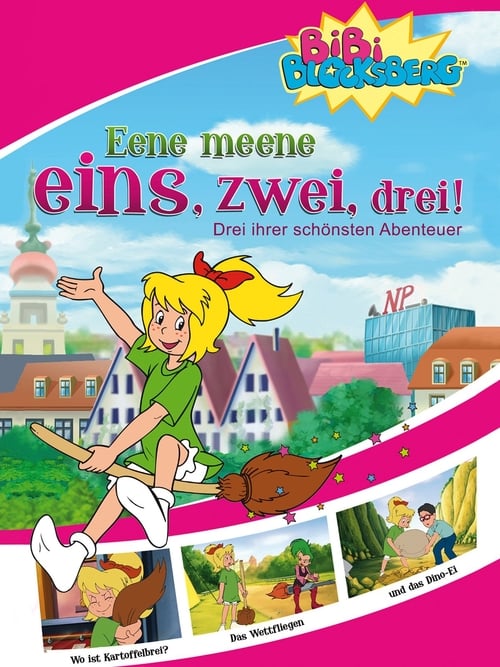 BiBi
BLOCKSBERG™
Eene meene
eins, zwei, drei!
Drei ihrer schönsten Abenteuer
NP
Wo ist Kartoffelbrei?
Das Wettfliegen
und das Dino-Ei